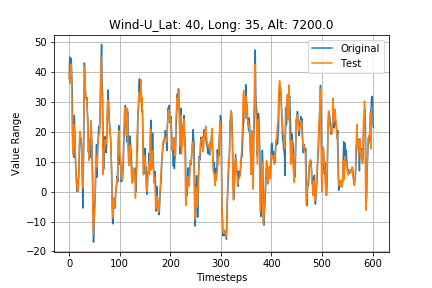 Wind-U_Lat: 40, Long: 35, Alt: 7200.0
Original
Test
Value Range
50
40
30
20
10
0
−10
−20
0 100 200 300 400 500 600
Timesteps